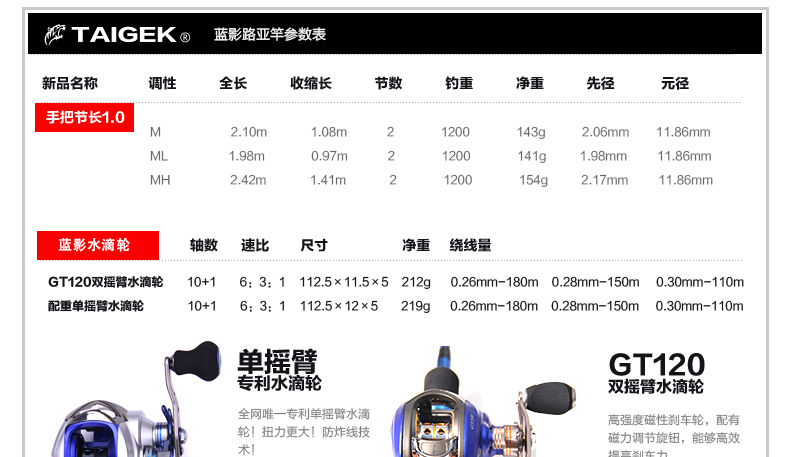 TAIGEK® 蓝影路亚竿参数表
新品名称 调性 全长 收缩长 节数 钓重 净重 先径 元径
手把节长1.0
M 2.10m 1.08m 2 1200 143g 2.06mm 11.86mm
ML 1.98m 0.97m 2 1200 141g 1.98mm 11.86mm
MH 2.42m 1.41m 2 1200 154g 2.17mm 11.86mm
蓝影水滴轮 轴数 速比 尺寸 净重 绕线量
GT120双摇臂水滴轮 10+1 6：3：1 112.5×11.5×5 212g 0.26mm-180m 0.28mm-150m 0.30mm-110m
配重单摇臂水滴轮 10+1 6：3：1 112.5×12×5 219g 0.26mm-180m 0.28mm-150m 0.30mm-110m
单摇臂
专利水滴轮
全网唯一专利单摇臂水滴
轮！扭力更大！防炸线技
术！
GT120
双摇臂水滴轮
高强度磁性刹车轮，配有
磁力调节旋钮，能够高效
提高刹车力